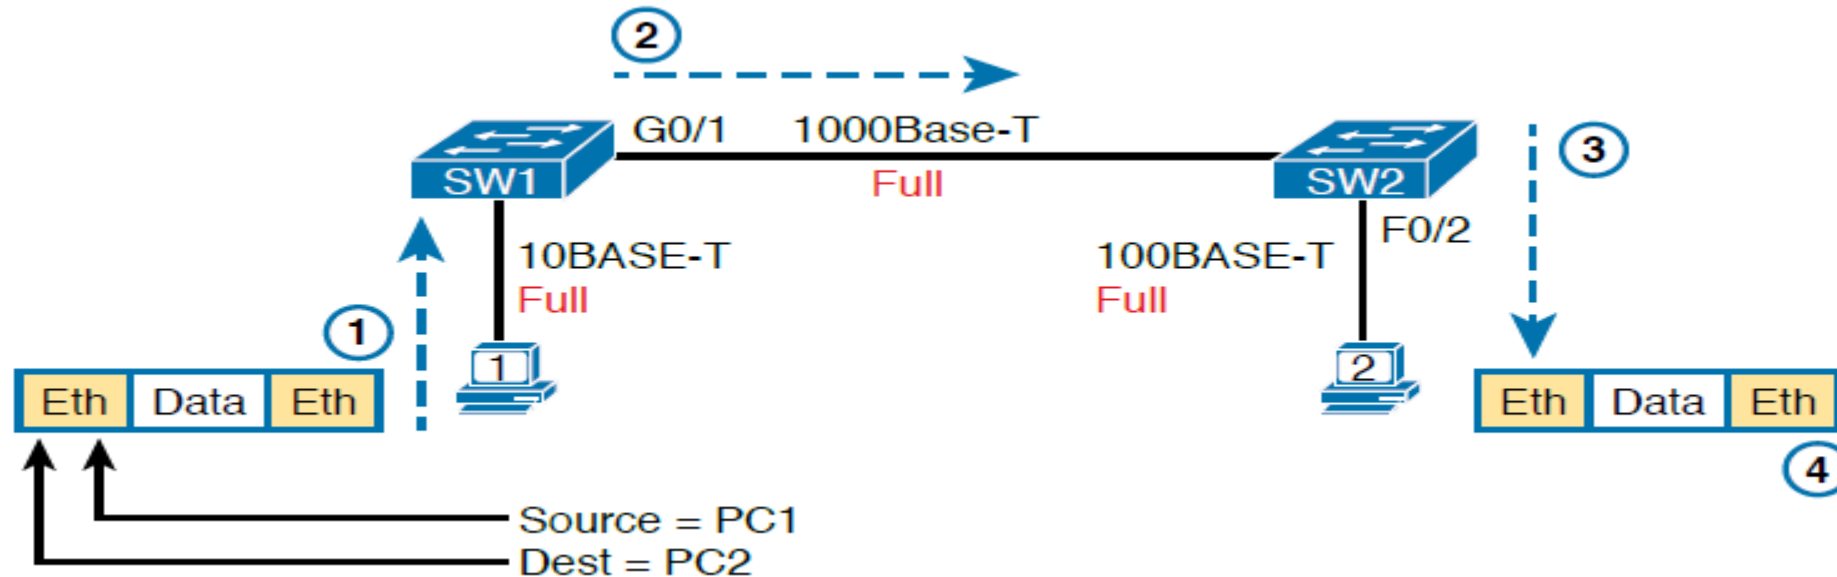 2
G0/1 1000Base-T
Full
SW1
SW2
3
10BASE-T
Full
100BASE-T
Full
F0/2
1
1
2
Eth Data Eth
Eth Data Eth
4
Source = PC1
Dest = PC2